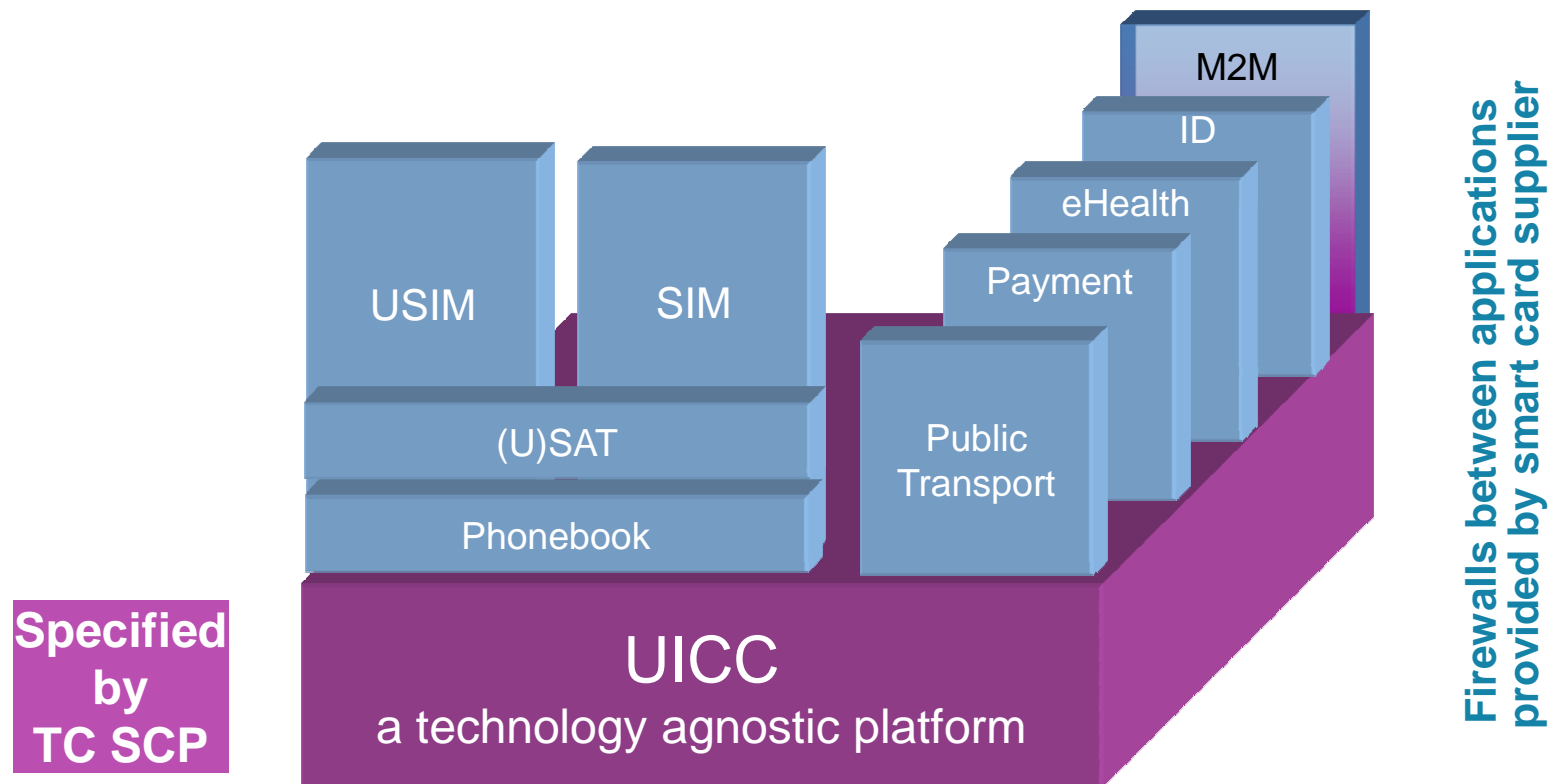 M2M
ID
eHealth
Payment
Public
Transport
USIM
SIM
(U)SAT
Phonebook
UICC
a technology agnostic platform
Specified
by
TC SCP
Firewalls between applications
provided by smart card supplier